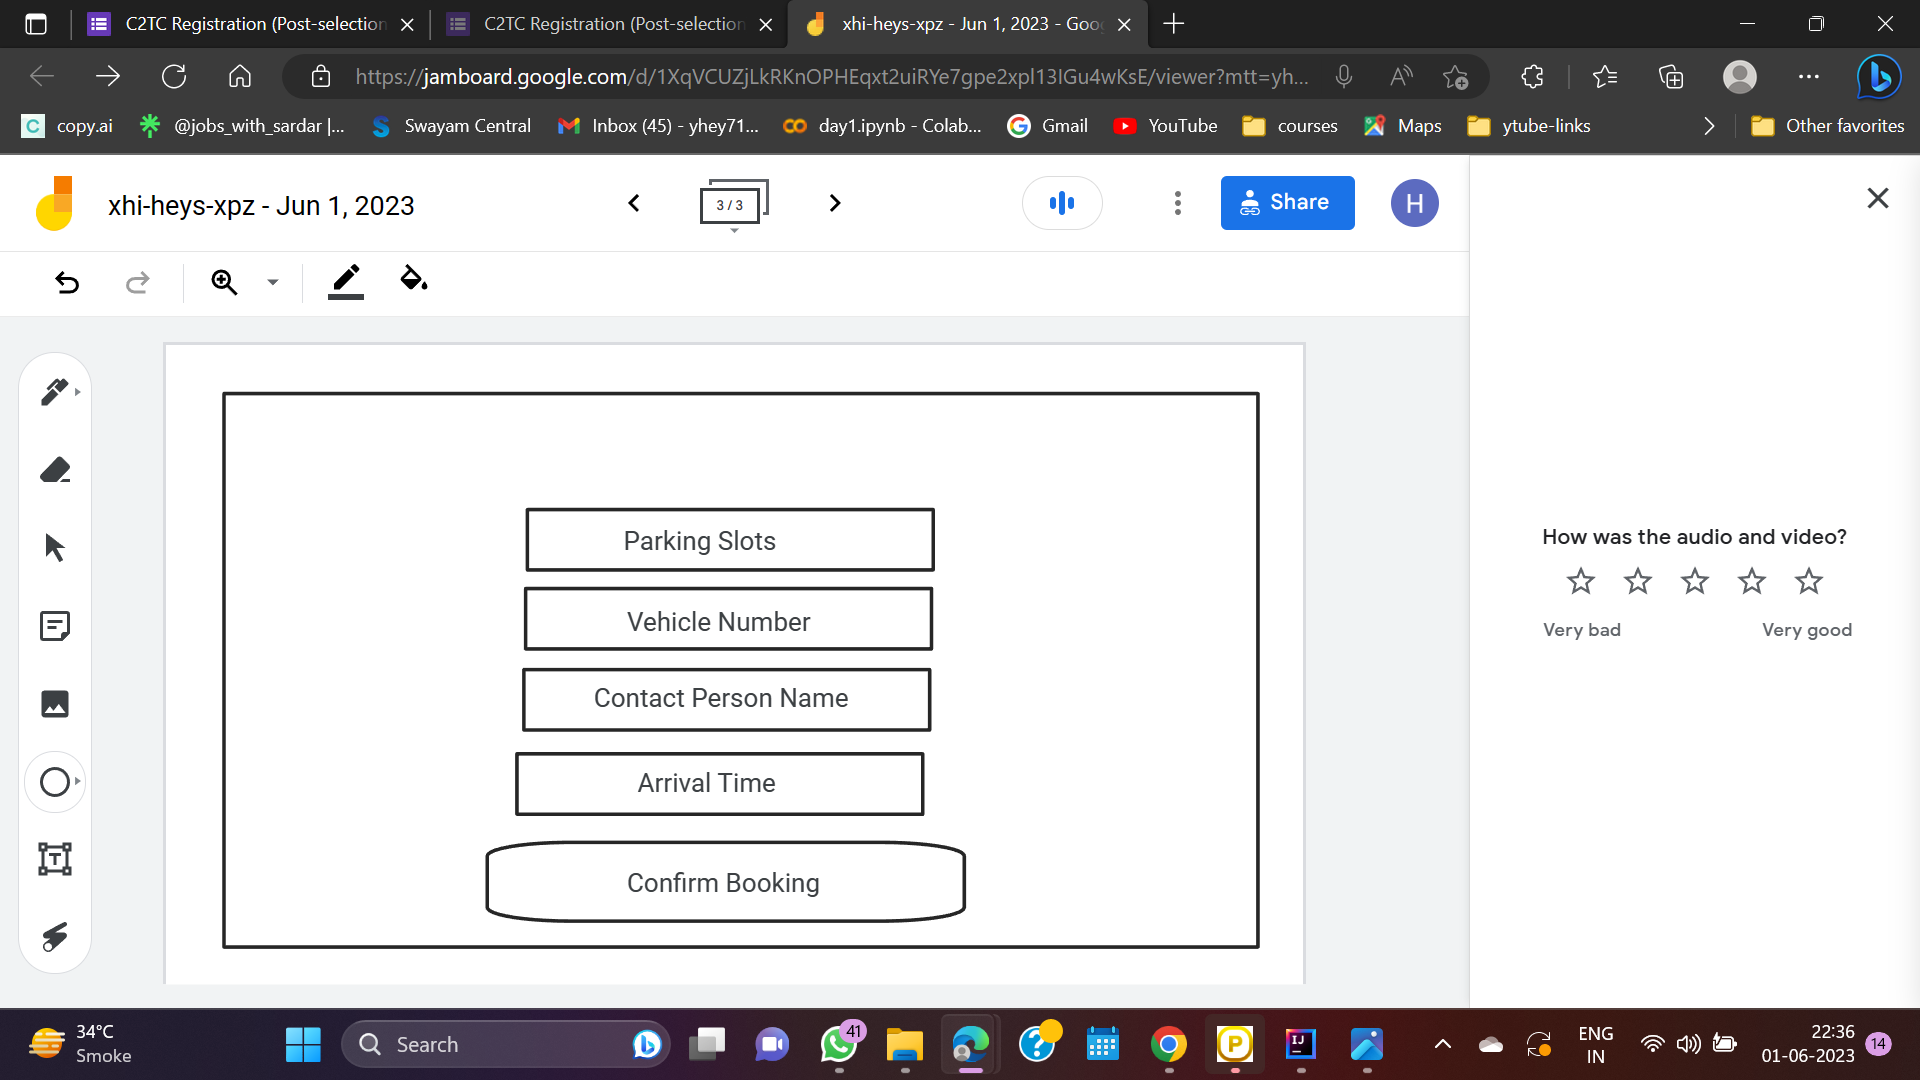 C2TC Registration (Post-selection
C2TC Registration (Post-selection
xhi-heys-xpz - Jun 1, 2023 - Goo
https://jamboard.google.com/d/1XqVCUZjLkRKnOPHEqxt2uiRYe7gpe2xpl13IGu4wKsE/viewer?mtt=yh...
copy.ai
@jobs_with_sardar |...
Swayam Central
Inbox (45) - yhey71...
day1.ipynb - Colab...
Gmail
YouTube
courses
Maps
ytube-links
Other favorites
xhi-heys-xpz - Jun 1, 2023
3 / 3
Share
H
Parking Slots
Vehicle Number
Contact Person Name
Arrival Time
Confirm Booking
How was the audio and video?
Very bad
Very good
34°C
Smoke
Search
41
ENG
IN
22:36
01-06-2023
14